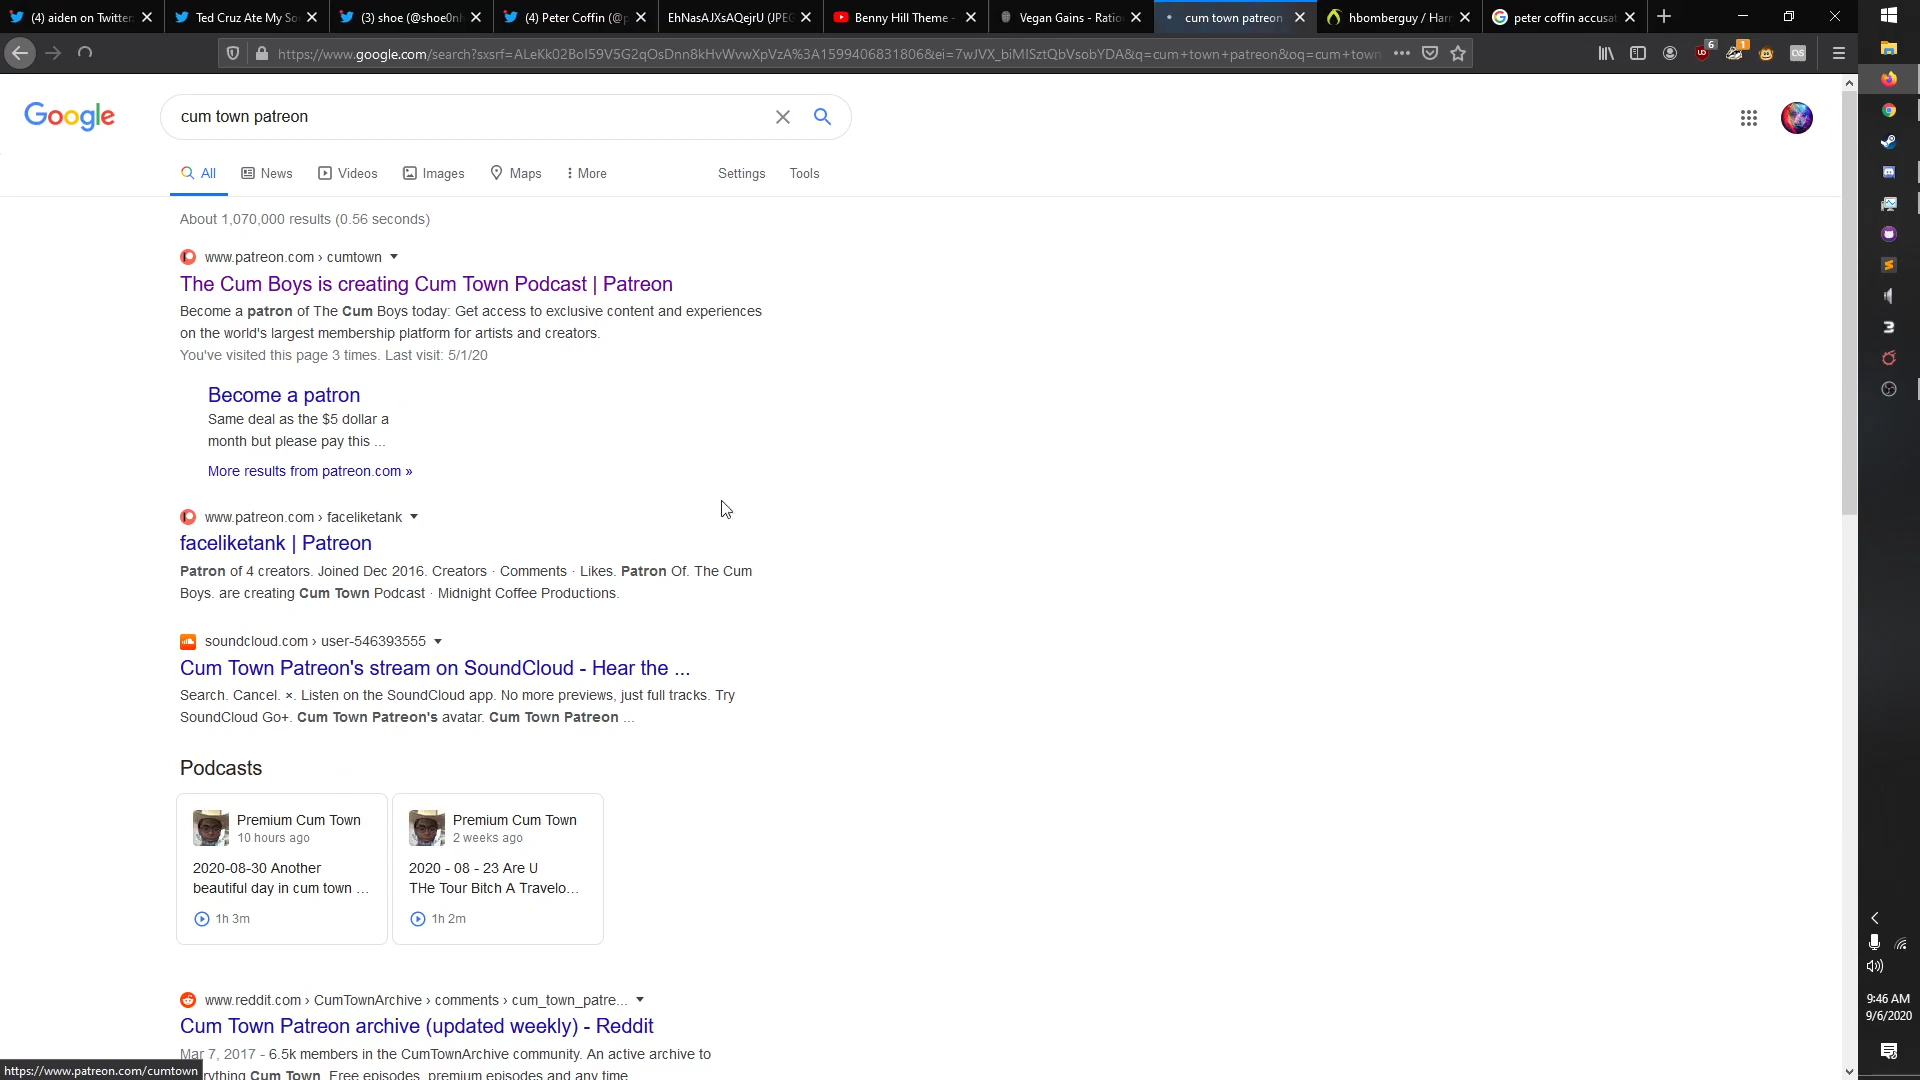 (4) aiden on Twitter:
Ted Cruz Ate My So
(3) shoe (@shoe0nh
(4) Peter Coffin (@p
EhNasAJXsAQejrU (JPEG
Benny Hill Theme -
Vegan Gains - Ratio
cum town patreon
hbomberguy / Harr
peter coffin accusat
https://www.google.com/search?sxsrf=ALeKk02BoI59V5G2qOsDnn8kHvWvwXpVzA%3A1599406831806&ei=7wJVX_biMISztQbVsobYDA&q=cum+town+patreon&oq=cum+town
6
1
Google
cum town patreon
All
News
Videos
Images
Maps
More
Settings
Tools
About 1,070,000 results (0.56 seconds)
www.patreon.com › cumtown
The Cum Boys is creating Cum Town Podcast | Patreon
Become a patron of The Cum Boys today: Get access to exclusive content and experiences
on the world's largest membership platform for artists and creators.
You've visited this page 3 times. Last visit: 5/1/20
Become a patron
Same deal as the $5 dollar a
month but please pay this ...
More results from patreon.com »
www.patreon.com › faceliketank
faceliketank | Patreon
Patron of 4 creators. Joined Dec 2016. Creators · Comments · Likes. Patron Of. The Cum
Boys. are creating Cum Town Podcast · Midnight Coffee Productions.
soundcloud.com › user-546393555
Cum Town Patreon's stream on SoundCloud - Hear the ...
Search. Cancel. ×. Listen on the SoundCloud app. No more previews, just full tracks. Try
SoundCloud Go+. Cum Town Patreon's avatar. Cum Town Patreon ...
Podcasts
Premium Cum Town
10 hours ago
2020-08-30 Another
beautiful day in cum town ...
1h 3m
Premium Cum Town
2 weeks ago
2020 - 08 - 23 Are U
THe Tour Bitch A Travelo...
1h 2m
www.reddit.com › CumTownArchive › comments › cum_town_patre...
Cum Town Patreon archive (updated weekly) - Reddit
Mar 7, 2017 - 6.5k members in the CumTownArchive community. An active archive to
rything Cum Town. Free episodes, premium episodes and any time
https://www.patreon.com/cumtown
9:46 AM
9/6/2020